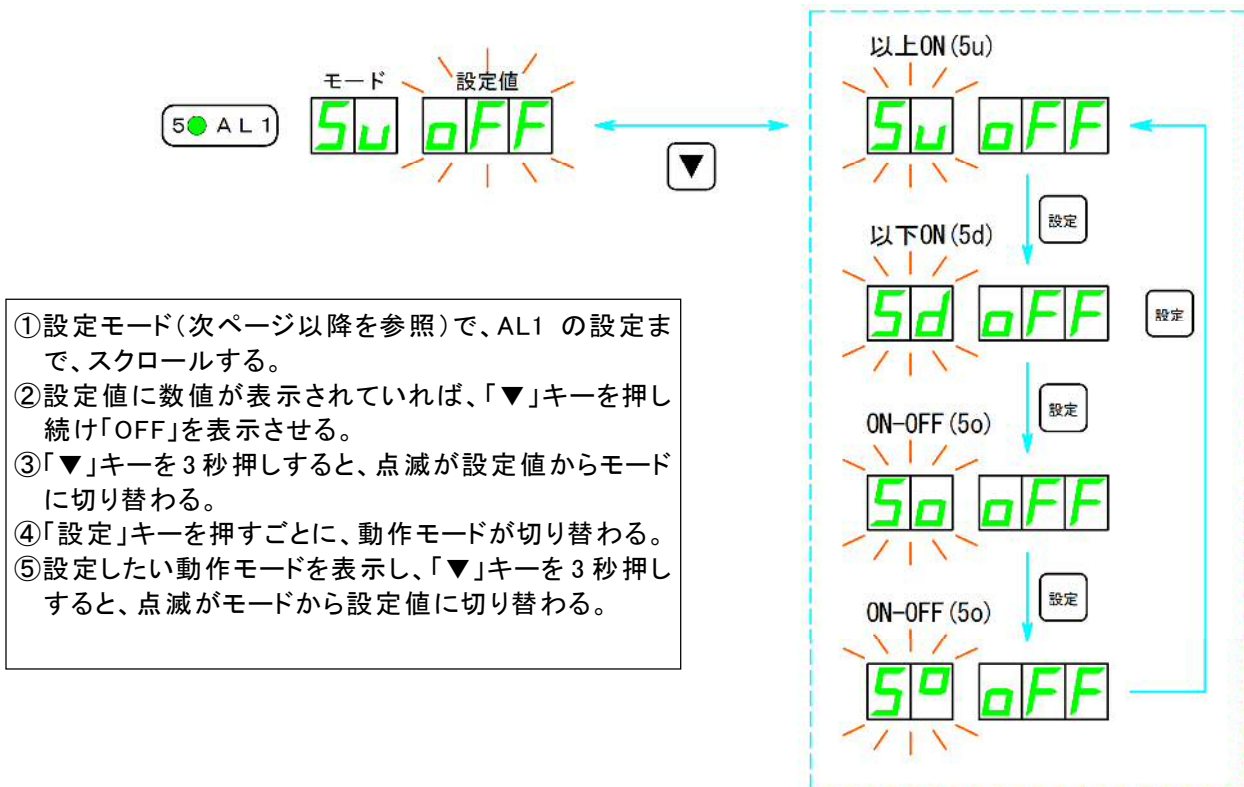 モード 設定値
5● AL1
5u oFF
▼
以上ON(5u)
5u oFF
設定
以下ON(5d)
5d oFF
設定
設定
ON-OFF(5o)
5o oFF
設定
ON-OFF(5o)
5o oFF
①設定モード(次ページ以降を参照)で、AL1 の設定ま
で、スクロールする。
②設定値に数値が表示されていれば、「▼」キーを押し
続け「OFF」を表示させる。
③「▼」キーを3秒押しすると、点滅が設定値からモード
に切り替わる。
④「設定」キーを押すごとに、動作モードが切り替わる。
⑤設定したい動作モードを表示し、「▼」キーを3秒押し
すると、点滅がモードから設定値に切り替わる。